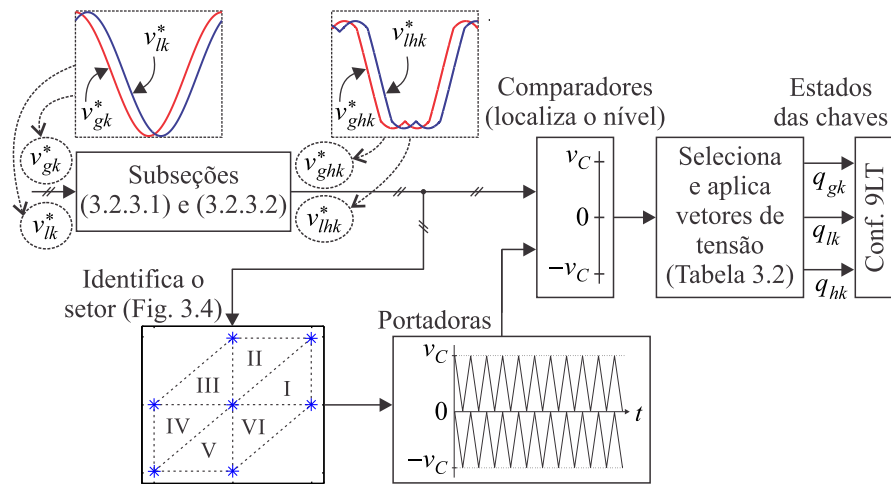 v*lk
v*gk
v*lhk
v*ghk
v*gk
v*lk
Subseções
(3.2.3.1) e (3.2.3.2)
v*ghk
v*lhk
Comparadores
(localiza o nível)
vC
0
−vC
Seleciona
e aplica
vetores de
tensão
(Tabela 3.2)
Estados
das chaves
qgk
qlk
qhk
Conf. 9LT
Identifica o
setor (Fig. 3.4)
II
III
I
IV
VI
V
Portadoras
vC
0
t
−vC